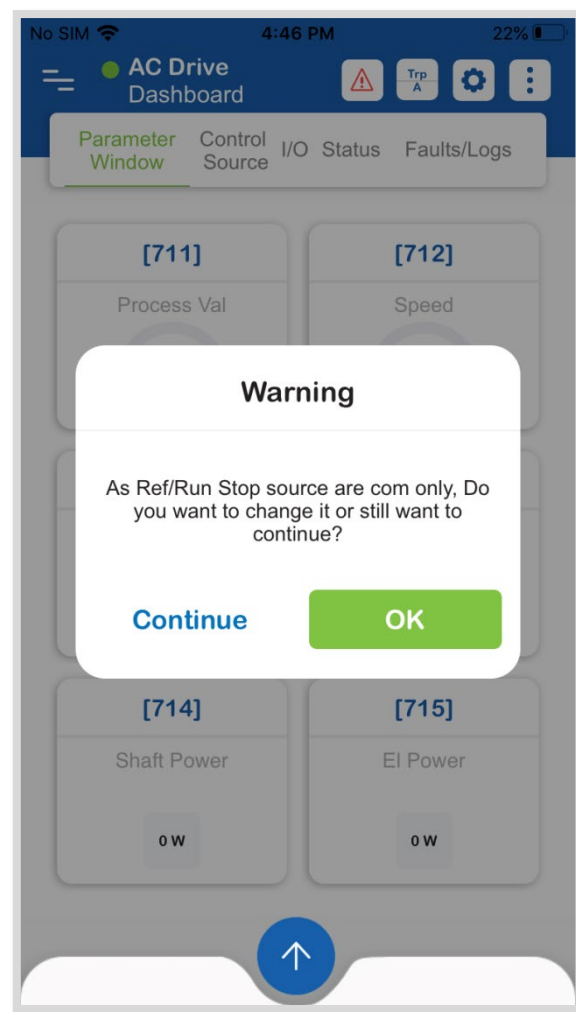 No SIM 4:46 PM 22%
AC Drive
Dashboard
Trp
A
Parameter
Window
Control
Source
I/O
Status
Faults/Logs
[711]
[712]
Process Val
Speed
Warning
As Ref/Run Stop source are com only, Do
you want to change it or still want to
continue?
Continue
OK
[714]
[715]
Shaft Power
El Power
0 W
0 W